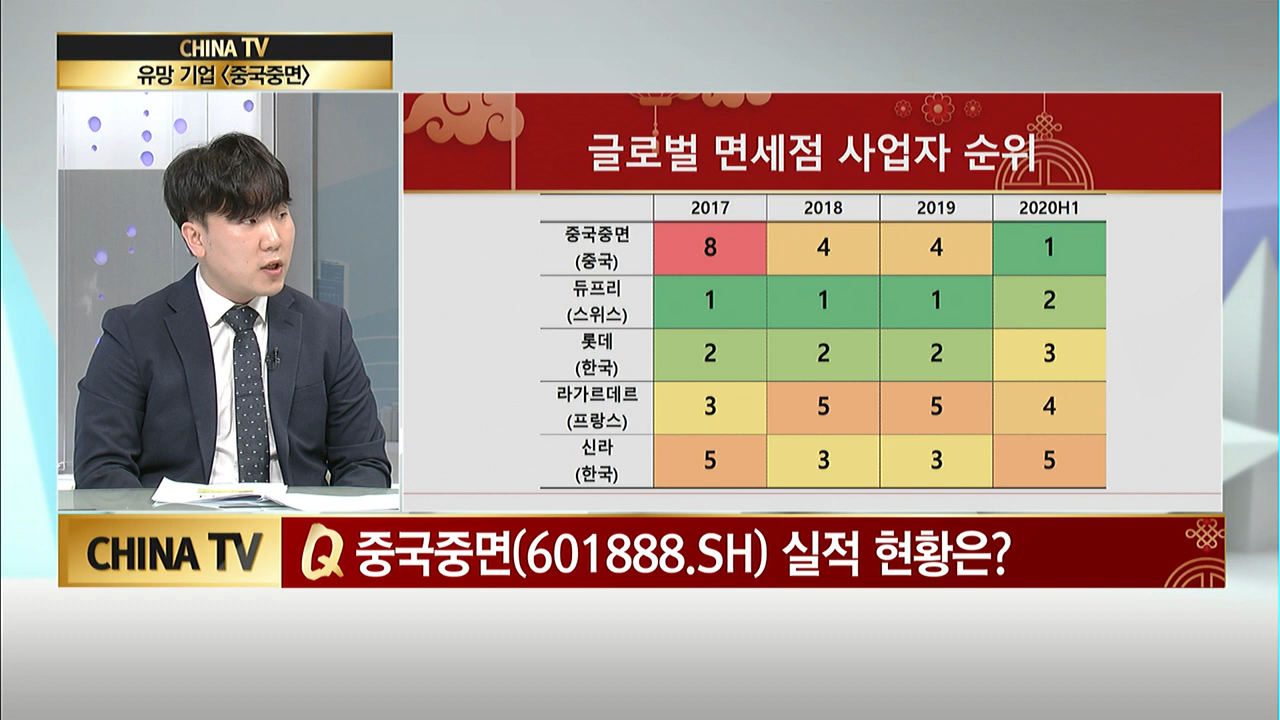 CHINA TV
유망 기업 〈중국중면〉
글로벌 면세점 사업자 순위
2017 2018 2019 2020H1
중국중면
(중국) 8 4 4 1
듀프리
(스위스) 1 1 1 2
롯데
(한국) 2 2 2 3
라가르데르
(프랑스) 3 5 5 4
신라
(한국) 5 3 3 5
CHINA TV
Q 중국중면(601888.SH) 실적 현황은?